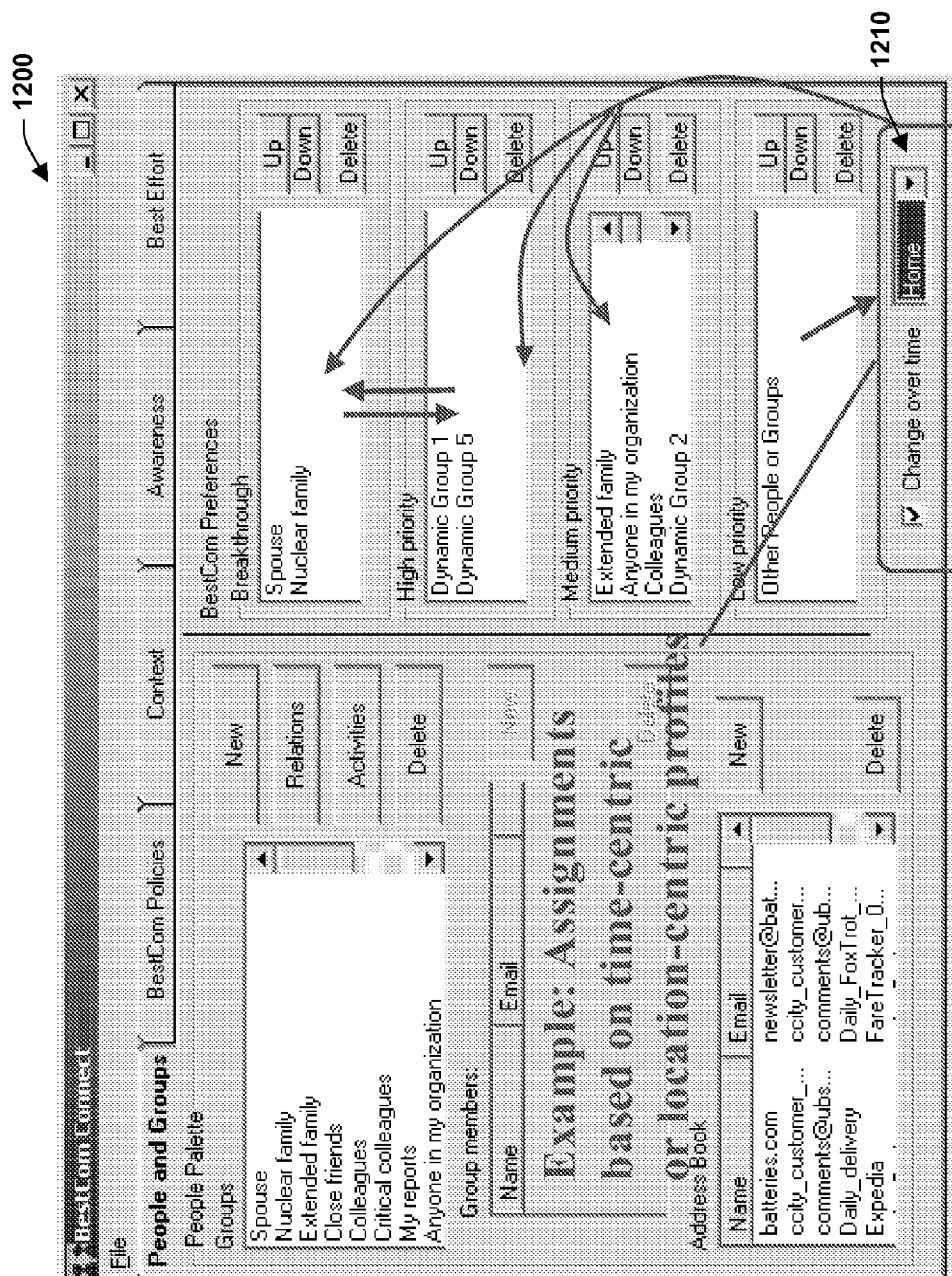 1200
Bestcom Connect
File
People and Groups
BestCom Policies
Context
Awareness
Best Effort
People Palette
Groups
Spouse
Nuclear family
Extended family
Close friends
Colleagues
Critical colleagues
My reports
Anyone in my organization
New
Relations
Activities
Delete
Group members:
Name
Email
New
Delete
Example: Assignments
based on time-centric
or location-centric profiles
Address Book
Name
Email
batteries.com
newsletter@bat...
ccity_customer_...
ccity_customer...
comments@ubs...
comments@ub...
Daily_delivery
Daily_FoxTrot_...
Expedia
FareTracker_0...
New
Delete
BestCom Preferences
Breakthrough
Spouse
Nuclear family
Up
Down
Delete
High priority
Dynamic Group 1
Dynamic Group 5
Up
Down
Delete
Medium priority
Extended family
Anyone in my organization
Colleagues
Dynamic Group 2
Up
Down
Delete
Low priority
Other People or Groups
Up
Down
Delete
Change over time
Home
1210